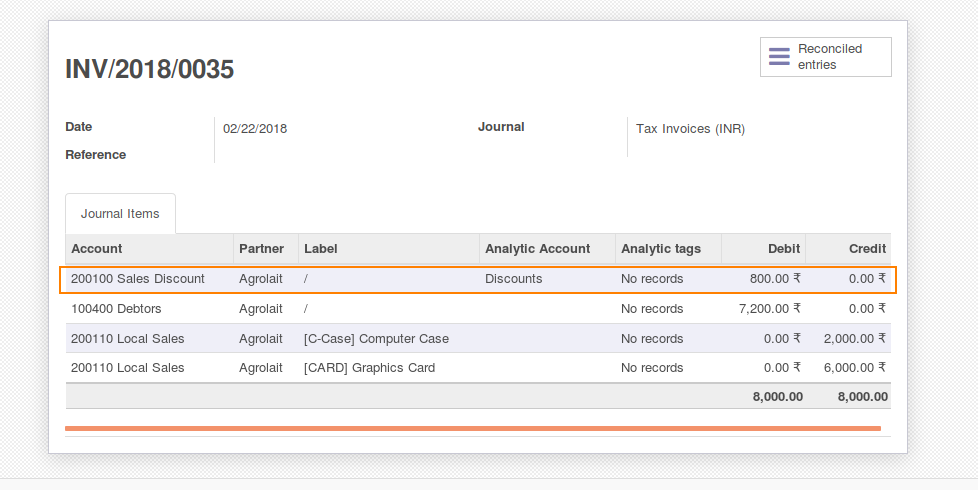 Reconciled
entries
INV/2018/0035
Date 02/22/2018 Journal Tax Invoices (INR)
Reference
Journal Items
Account Partner Label Analytic Account Analytic tags Debit Credit
200100 Sales Discount Agrolait / Discounts No records 800.00 ₹ 0.00 ₹
100400 Debtors Agrolait / No records 7,200.00 ₹ 0.00 ₹
200110 Local Sales Agrolait [C-Case] Computer Case No records 0.00 ₹ 2,000.00 ₹
200110 Local Sales Agrolait [CARD] Graphics Card No records 0.00 ₹ 6,000.00 ₹
8,000.00 8,000.00